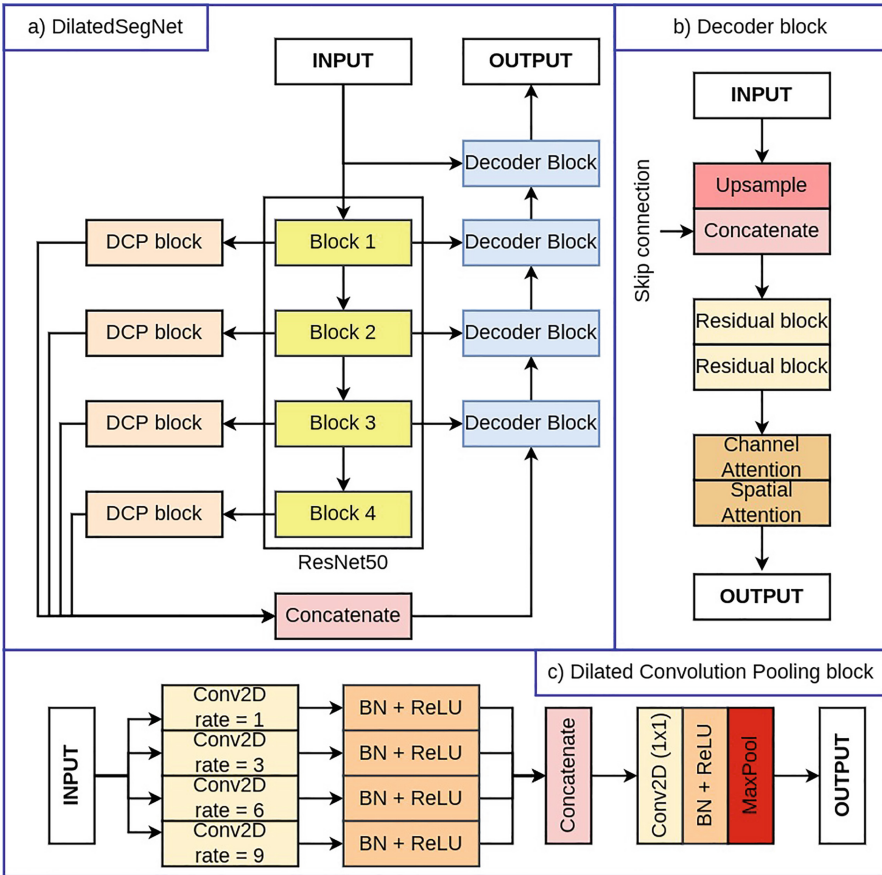 a) DilatedSegNet
INPUT
OUTPUT
Decoder Block
DCP block
Block 1
Decoder Block
DCP block
Block 2
Decoder Block
DCP block
Block 3
Decoder Block
DCP block
Block 4
ResNet50
Concatenate
b) Decoder block
INPUT
Upsample
Skip connection
Concatenate
Residual block
Residual block
Channel
Attention
Spatial
Attention
OUTPUT
c) Dilated Convolution Pooling block
INPUT
Conv2D
rate = 1
BN + ReLU
Conv2D
rate = 3
BN + ReLU
Conv2D
rate = 6
BN + ReLU
Conv2D
rate = 9
BN + ReLU
Concatenate
Conv2D (1x1)
BN + ReLU
MaxPool
OUTPUT